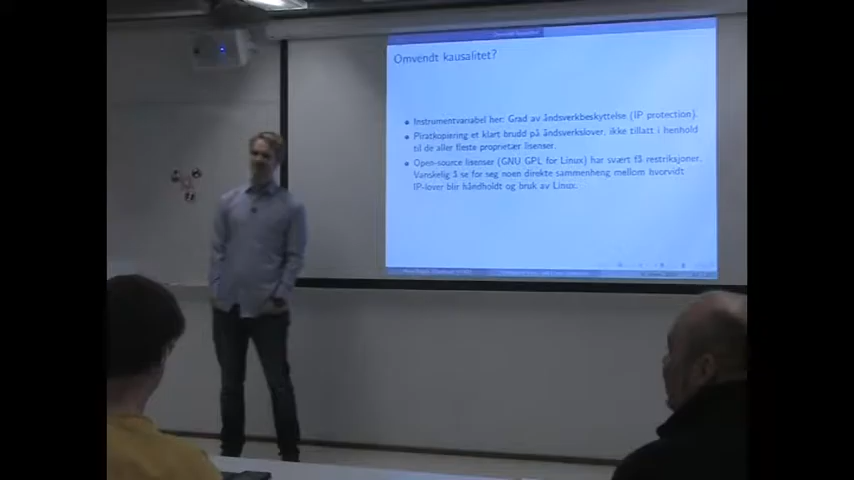 Omvendt kausalitet?
Instrumentvariabel her: Grad av åndsverkbeskyttelse (IP protection).
Piratkopiering et klart brudd på åndsverkslover, ikke tillatt i henhold
til de aller fleste proprietær lisenser.
Open-source lisenser (GNU GPL for Linux) har svært få restriksjoner.
Vanskelig å se for seg noen direkte sammenheng mellom hvorvidt
IP-lover blir håndholdt og bruk av Linux.